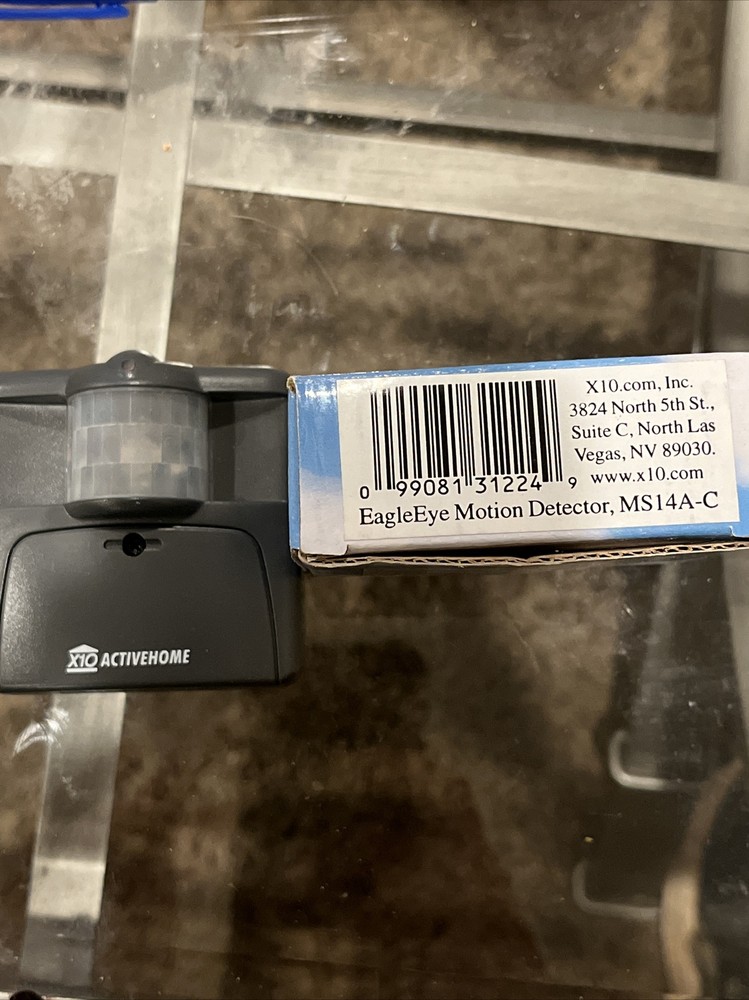 X10.com, Inc.
3824 North 5th St.,
Suite C, North Las
Vegas, NV 89030.
www.x10.com
0 99081 31224 9
EagleEye Motion Detector, MS14A-C
X10 ACTIVEHOME